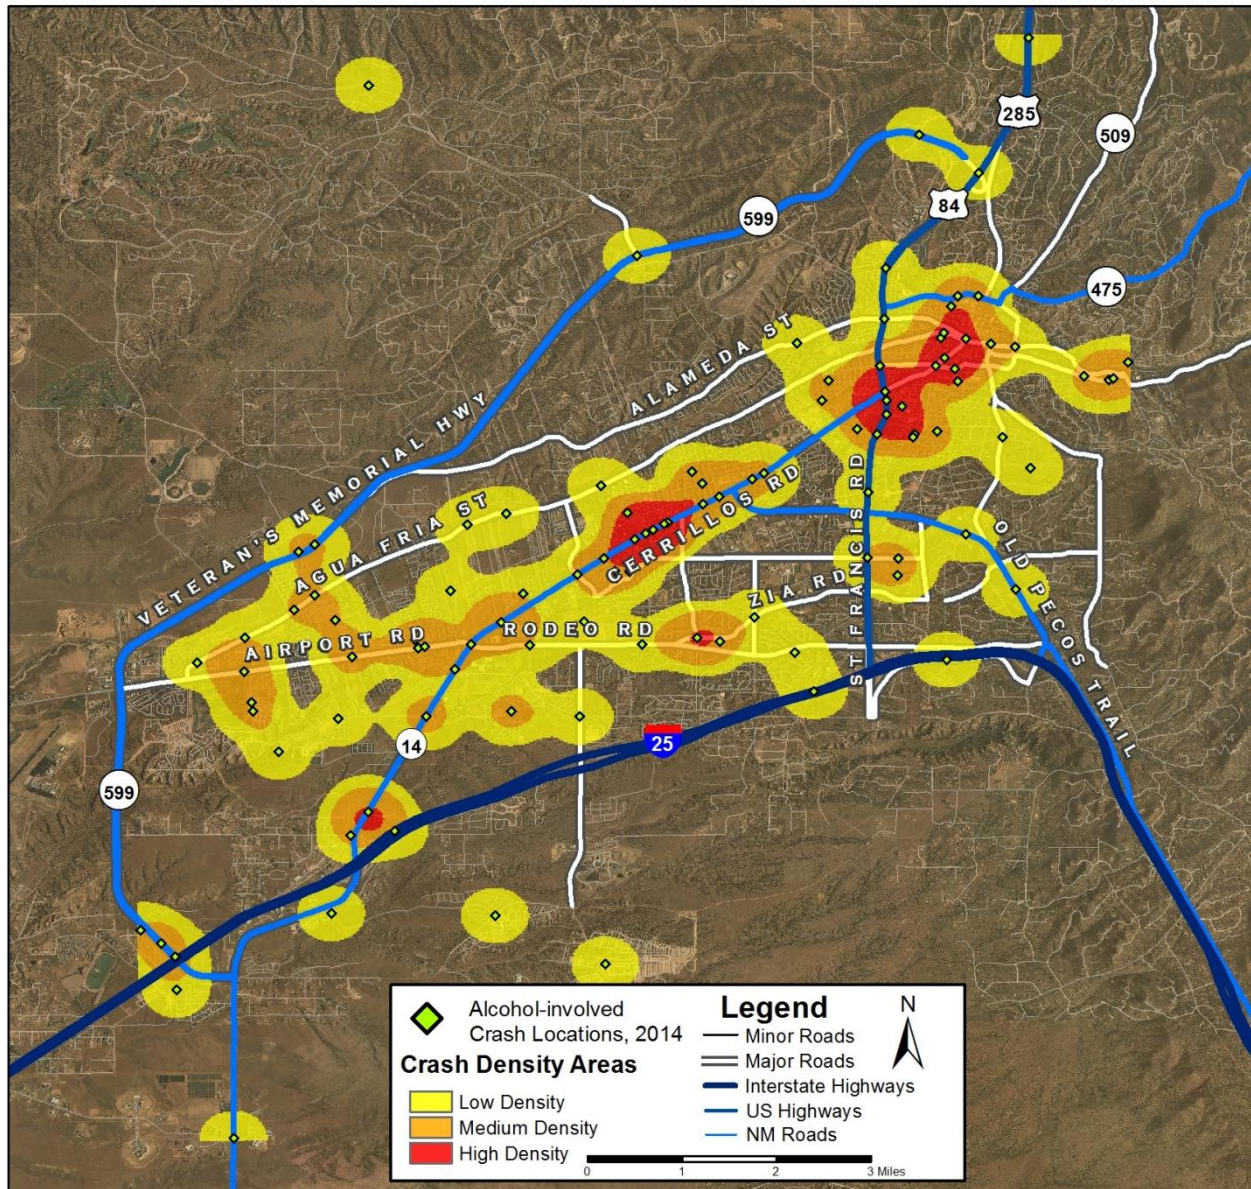 285
509
84
599
475
ALAMEDA ST
VETERAN'S MEMORIAL HWY
AGUA FRIA ST
CERRILLOS RD
ST FRANCIS RD
OLD PECOS TRAIL
ZIA RD
AIRPORT RD
RODEO RD
14
25
599
Alcohol-involved
Crash Locations, 2014
Crash Density Areas
Low Density
Medium Density
High Density
Legend
Minor Roads
Major Roads
Interstate Highways
US Highways
NM Roads
N
0 1 2 3 Miles